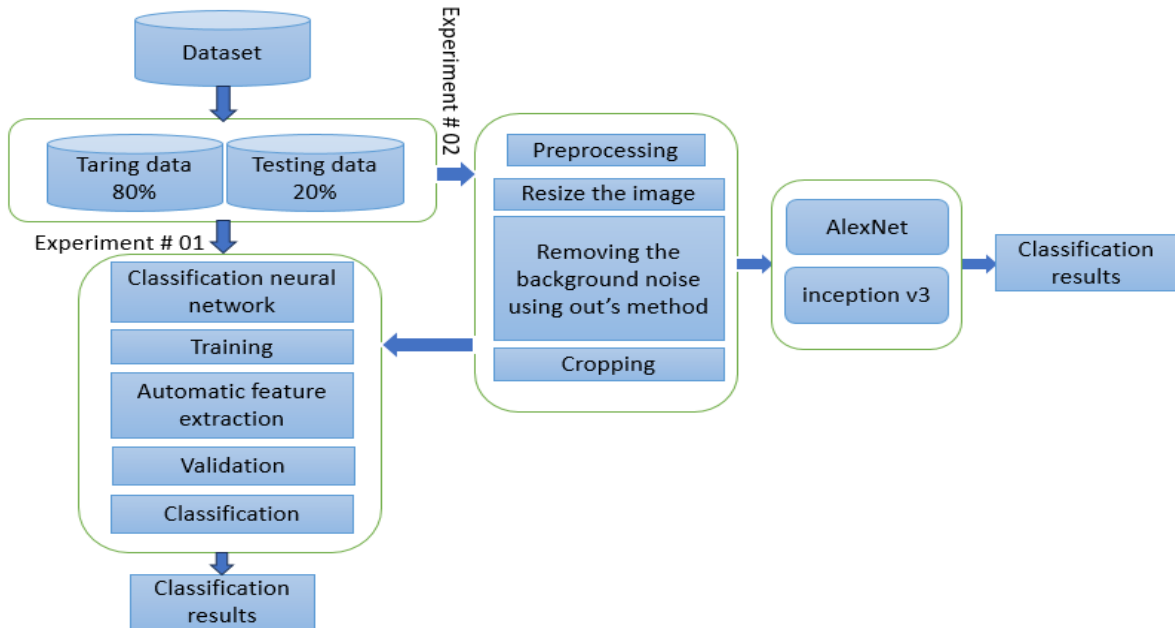 Dataset
Experiment # 02
Taring data
80%
Testing data
20%
Experiment # 01
Classification neural
network
Training
Automatic feature
extraction
Validation
Classification
Classification
results
Preprocessing
Resize the image
Removing the
background noise
using out’s method
Cropping
AlexNet
inception v3
Classification
results